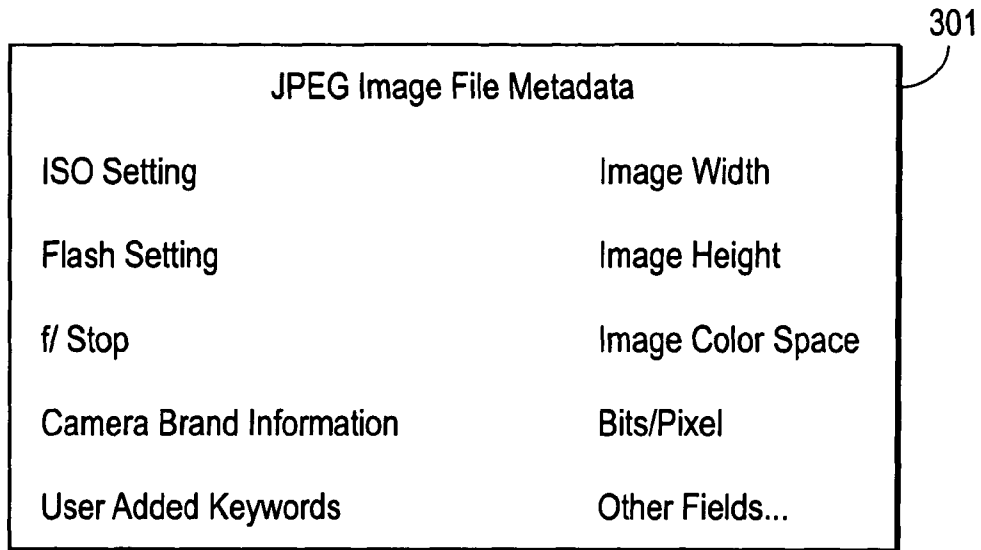 301
JPEG Image File Metadata
ISO Setting Image Width
Flash Setting Image Height
f/ Stop Image Color Space
Camera Brand Information Bits/Pixel
User Added Keywords Other Fields...